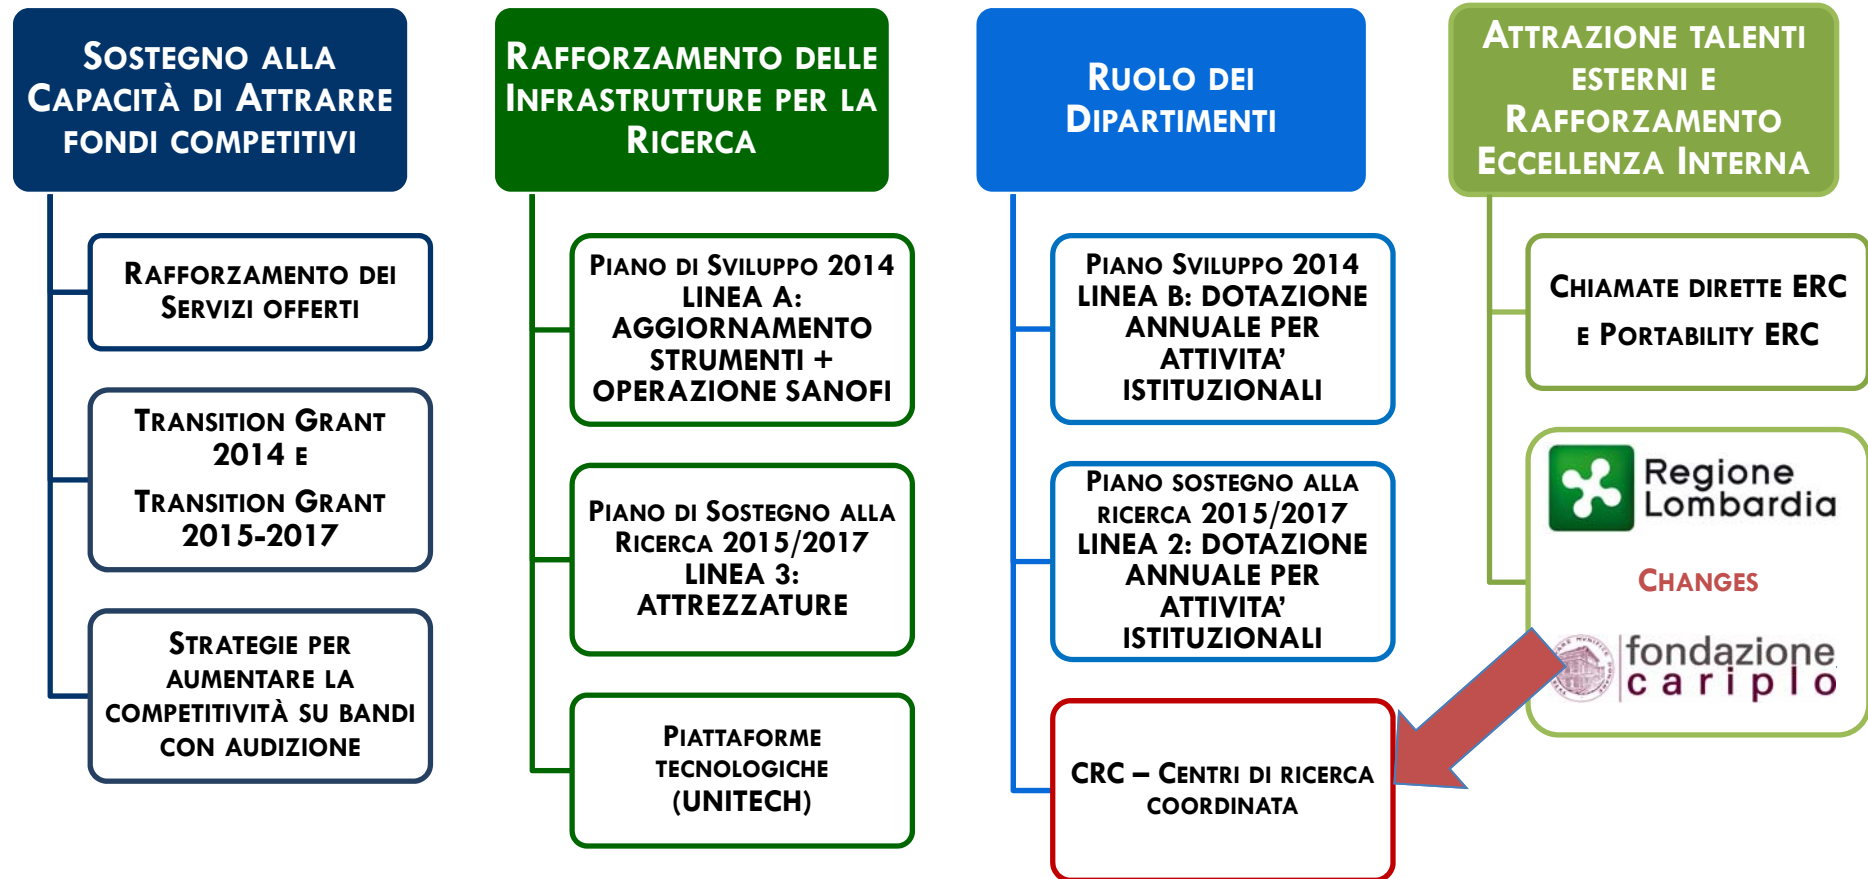 Sostegno alla
Capacità di Attrarre
fondi competitivi
Rafforzamento dei
Servizi offerti
Transition Grant
2014 e
Transition Grant
2015-2017
Strategie per
aumentare la
competitività su bandi
con audizione
Rafforzamento delle
Infrastrutture per la
Ricerca
Piano di Sviluppo 2014
LINEA A:
AGGIORNAMENTO
STRUMENTI +
OPERAZIONE SANOFI
Piano di Sostegno alla
Ricerca 2015/2017
LINEA 3:
ATTREZZATURE
Piattaforme
tecnologiche
(UNITECH)
Ruolo dei
Dipartimenti
Piano Sviluppo 2014
LINEA B: DOTAZIONE
ANNUALE PER
ATTIVITA'
ISTITUZIONALI
Piano sostegno alla
ricerca 2015/2017
LINEA 2: DOTAZIONE
ANNUALE PER
ATTIVITA'
ISTITUZIONALI
CRC – Centri di ricerca
coordinata
Attrazione talenti
esterni e
Rafforzamento
Eccellenza Interna
Chiamate dirette ERC
e Portability ERC
Regione
Lombardia
Changes
fondazione
cariplo